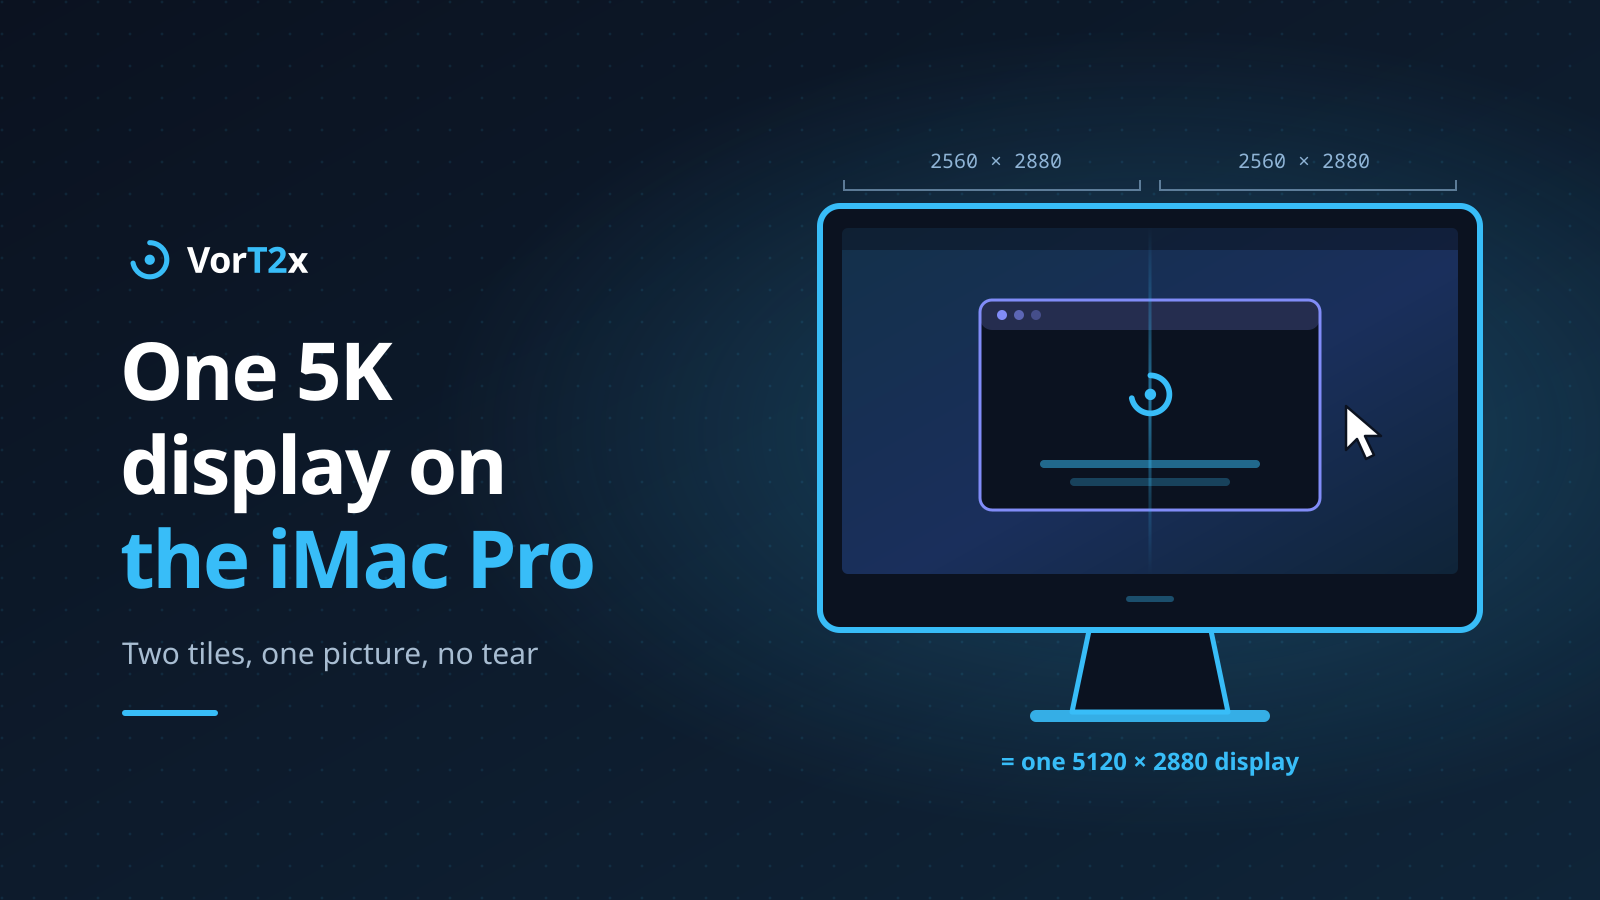 VorT2x
One 5K
display on
the iMac Pro
Two tiles, one picture, no tear
2560 × 2880
2560 × 2880
= one 5120 × 2880 display